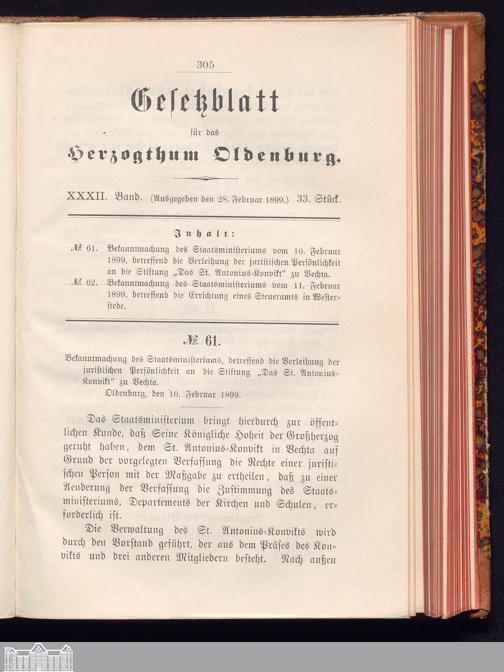 305
Gesetzblatt
für das
Herzogthum Oldenburg.
XXXII. Band. (Ausgegeben den 28. Februar 1899.) 33. Stück.
Inhalt:
№ 61. Bekanntmachung des Staatsministeriums vom 10. Februar
1899, betreffend die Verleihung der juristischen Persönlichkeit
an die Stiftung „Das St. Antonius-Konvikt" zu Vechta.
№ 62. Bekanntmachung des Staatsministeriums vom 11. Februar
1899, betreffend die Errichtung eines Steueramts in Wester-
stede.
№ 61.
Bekanntmachung des Staatsministeriums, betreffend die Verleihung der
juristischen Persönlichkeit an die Stiftung „Das St. Antonius-
Konvikt" zu Vechta.
Oldenburg, den 10. Februar 1899.
Das Staatsministerium bringt hierdurch zur öffent-
lichen Kunde, daß Seine Königliche Hoheit der Großherzog
geruht haben, dem St. Antonius-Konvikt in Vechta auf
Grund der vorgelegten Verfassung die Rechte einer juristi-
schen Person mit der Maßgabe zu ertheilen, daß zu einer
Aenderung der Verfassung die Zustimmung des Staats-
ministeriums, Departements der Kirchen und Schulen, er-
forderlich ist.
Die Verwaltung des St. Antonius-Konvikts wird
durch den Vorstand geführt, der aus dem Präses des Kon-
vikts und drei anderen Mitgliedern besteht. Nach außen